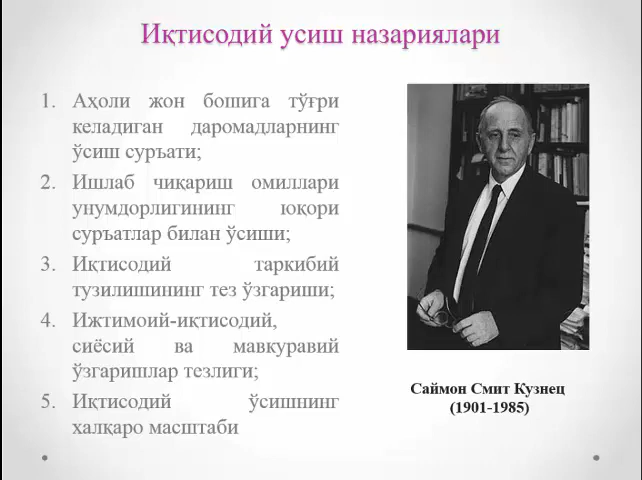 Иқтисодий усиш назариялари
1. Аҳоли жон бошига тўғри
келадиган даромадларнинг
ўсиш суръати;
2. Ишлаб чиқариш омиллари
унумдорлигининг юқори
суръатлар билан ўсиши;
3. Иқтисодий таркибий
тузилишининг тез ўзгариши;
4. Ижтимоий-иқтисодий,
сиёсий ва мавкуравий
ўзгаришлар тезлиги;
5. Иқтисодий ўсишнинг
халқаро масштаби
Саймон Смит Кузнец
(1901-1985)